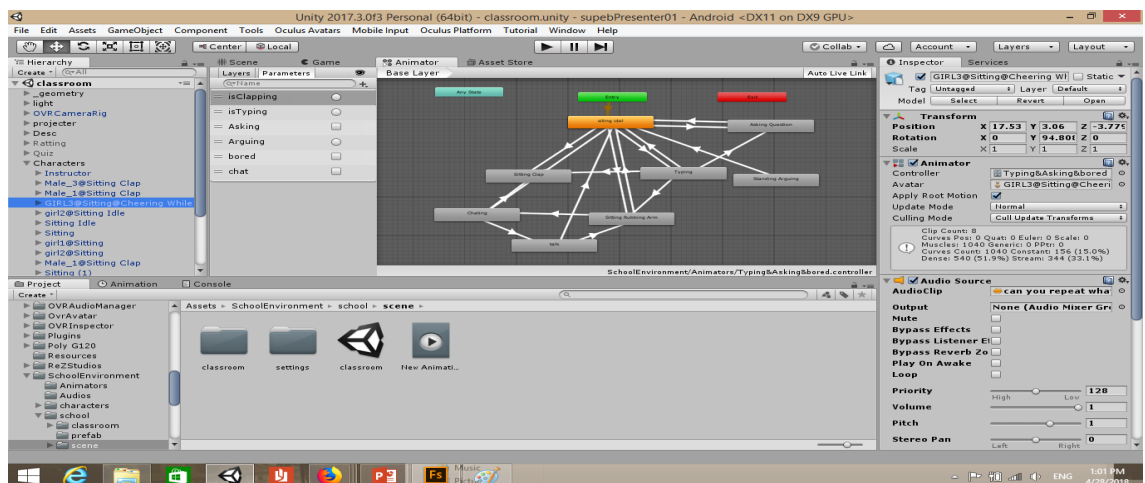 Unity 2017.3.0f3 Personal (64bit) - classroom.unity - supebPresenter01 - Android <DX11 on DX9 GPU>
File Edit Assets GameObject Component Tools Oculus Avatars Mobile Input Oculus Platform Tutorial Window Help
Center Local Collab Account Layers Layout
Hierarchy
Create All
classroom
_geometry
light
OVRCameraRig
projecter
Desc
Ratting
Quiz
Characters
Instructor
Male_3@Sitting Clap
Male_1@Sitting Clap
GIRL3@Sitting@Cheering While
girl2@Sitting Idle
Sitting Idle
Sitting
girl1@Sitting
girl2@Sitting
Male_1@Sitting Clap
Sitting (1)
Scene Game Animator Asset Store
Layers Parameters Base Layer Auto Live Link
Name
isClapping
isTyping
Asking
Arguing
bored
chat
Any State Entry Exit
sitting idel Asking Question
Sitting Clap Typing Standing Arguing
Chating Sitting Rubbing Arm
talk
SchoolEnvironment/Animators/Typing&Asking&bored.controller
Inspector Services
GIRL3@Sitting@Cheering Wl Static
Tag Untagged Layer Default
Model Select Revert Open
Transform
Position X 17.53 Y 3.06 Z -3.779
Rotation X 0 Y 94.808 Z 0
Scale X 1 Y 1 Z 1
Animator
Controller Typing&Asking&bored
Avatar GIRL3@Sitting@Cheeri
Apply Root Motion
Update Mode Normal
Culling Mode Cull Update Transforms
Clip Count: 8
Curves Pos: 0 Quat: 0 Euler: 0 Scale: 0
Muscles: 1040 Generic: 0 PPtr: 0
Curves Count: 1040 Constant: 156 (15.0%)
Dense: 540 (51.9%) Stream: 344 (33.1%)
Audio Source
AudioClip can you repeat wha
Output None (Audio Mixer Gr
Mute
Bypass Effects
Bypass Listener E
Bypass Reverb Zo
Play On Awake
Loop
Priority 128
High Low
Volume 1
Pitch 1
Stereo Pan 0
Left Right
Project Animation Console
Create
OVRAudioManager
OvrAvatar
OVRInspector
Plugins
Poly G120
Resources
ReZStudios
SchoolEnvironment
Animators
Audios
characters
school
classroom
prefab
scene
Assets SchoolEnvironment school scene
classroom settings classroom New Animati...
Music
ENG 1:01 PM
4/28/2018